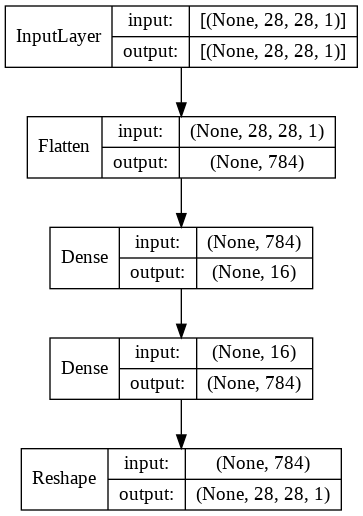 InputLayer
input: [(None, 28, 28, 1)]
output: [(None, 28, 28, 1)]
Flatten
input: (None, 28, 28, 1)
output: (None, 784)
Dense
input: (None, 784)
output: (None, 16)
Dense
input: (None, 16)
output: (None, 784)
Reshape
input: (None, 784)
output: (None, 28, 28, 1)